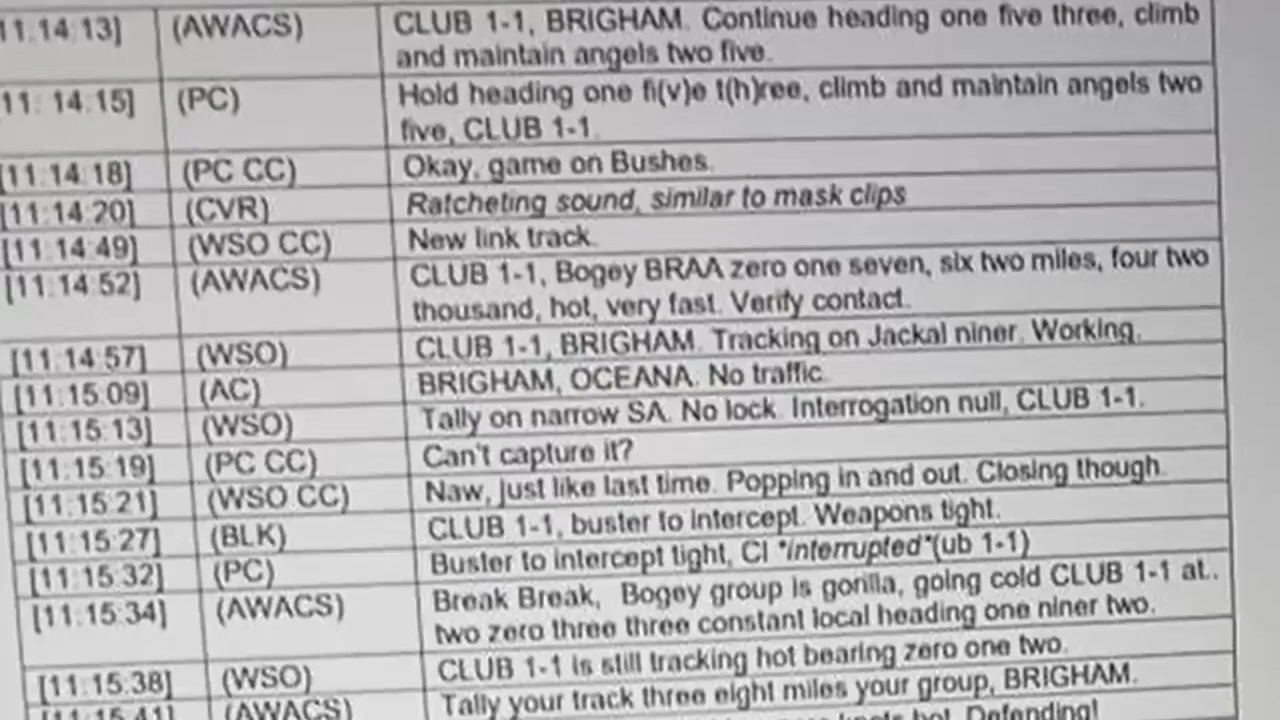 11:14:13] (AWACS) CLUB 1-1, BRIGHAM. Continue heading one five three, climb
and maintain angels two five.
11:14:15] (PC) Hold heading one fi(v)e t(h)ree, climb and maintain angels two
five, CLUB 1-1.
[11:14:18] (PC CC) Okay, game on Bushes.
[11:14:20] (CVR) Ratcheting sound, similar to mask clips
[11:14:49] (WSO CC) New link track.
[11:14:52] (AWACS) CLUB 1-1, Bogey BRAA zero one seven, six two miles, four two
thousand, hot, very fast. Verify contact.
[11:14:57] (WSO) CLUB 1-1, BRIGHAM. Tracking on Jackal niner. Working.
[11:15:09] (AC) BRIGHAM, OCEANA. No traffic.
[11:15:13] (WSO) Tally on narrow SA. No lock. Interrogation null, CLUB 1-1.
[11:15:19] (PC CC) Can't capture it?
[11:15:21] (WSO CC) Naw, just like last time. Popping in and out. Closing though.
[11:15:27] (BLK) CLUB 1-1, buster to intercept. Weapons tight.
[11:15:32] (PC) Buster to intercept tight, Cl *interrupted*(ub 1-1)
[11:15:34] (AWACS) Break Break, Bogey group is gorilla, going cold CLUB 1-1 at..
two zero three three constant local heading one niner two.
[11:15:38] (WSO) CLUB 1-1 is still tracking hot bearing zero one two.
[11:15:41] (AWACS) Tally your track three eight miles your group, BRIGHAM.
knots hot. Defending!